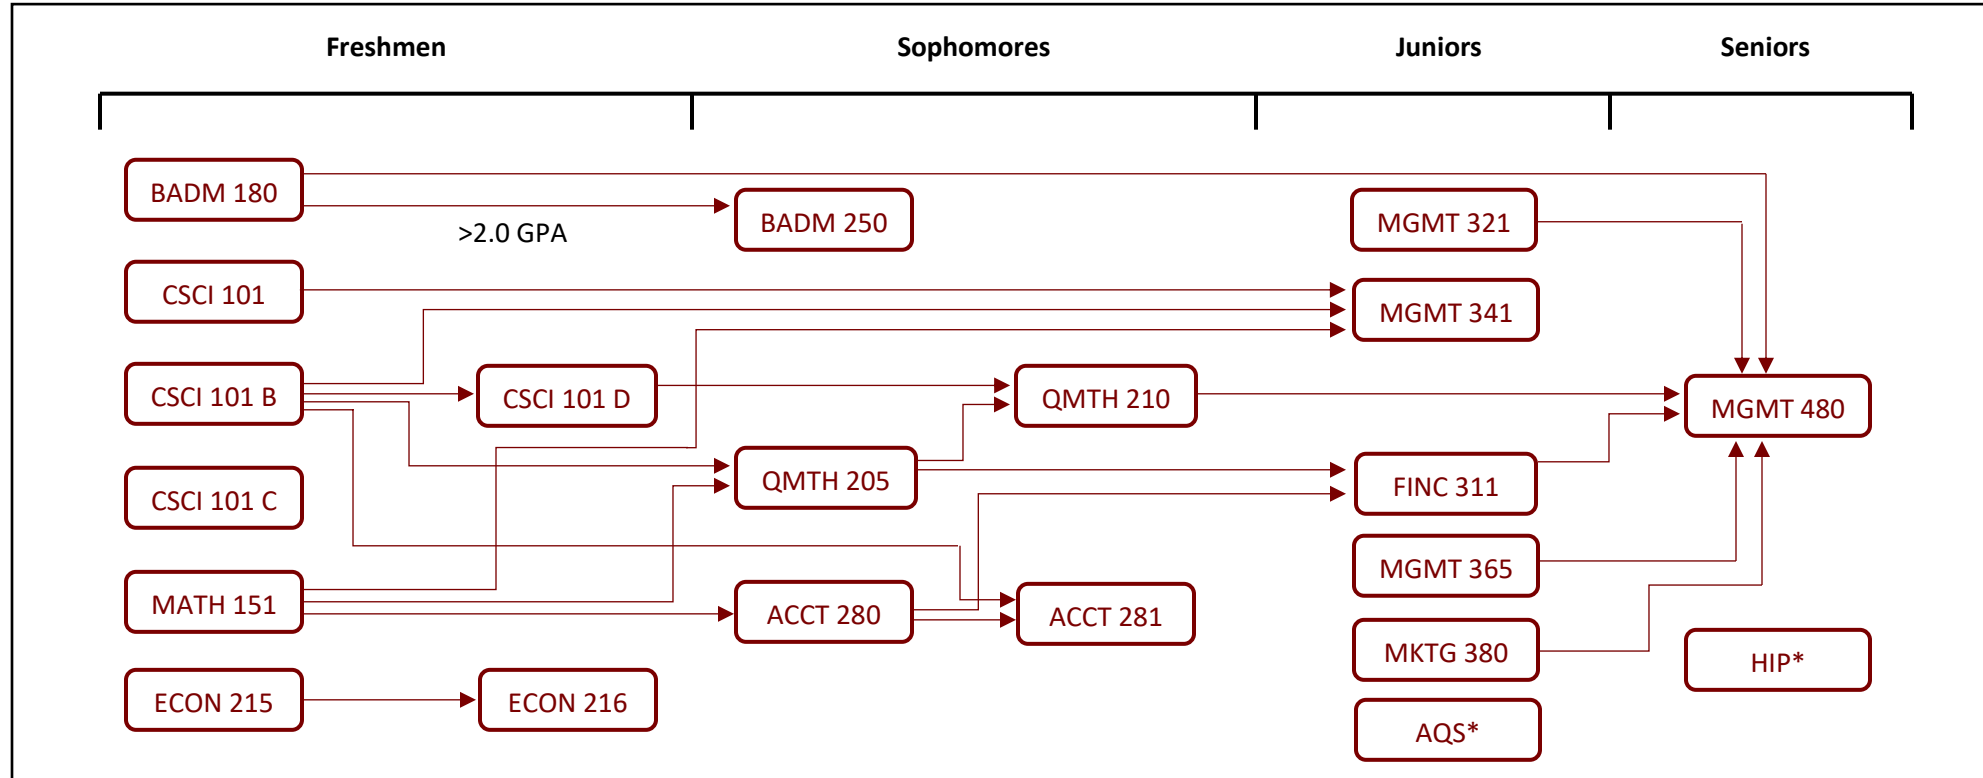 Freshmen
Sophomores
Juniors
Seniors
BADM 180
>2.0 GPA
BADM 250
MGMT 321
CSCI 101
MGMT 341
CSCI 101 B
CSCI 101 D
QMTH 210
MGMT 480
CSCI 101 C
QMTH 205
FINC 311
MGMT 365
MATH 151
ACCT 280
ACCT 281
MKTG 380
HIP*
ECON 215
ECON 216
AQS*